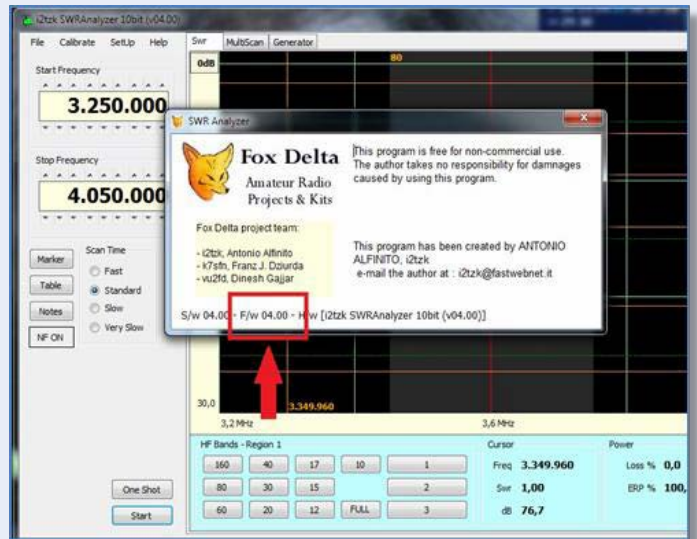 i2tzk SWRAnalyzer 10bit (v04.00)
File Calibrate SetUp Help
Swr MultiScan Generator
Start Frequency
3.250.000
Stop Frequency
4.050.000
Marker
Table
Notes
NF ON
Scan Time
Fast
Standard
Slow
Very Slow
One Shot
Start
0dB
80
SWR Analyzer
Fox Delta
Amateur Radio
Projects & Kits
This program is free for non-commercial use.
The author takes no responsibility for damnages
caused by using this program.
Fox Delta project team:
- i2tzk, Antonio Alfinito
- k7sfn, Franz J. Dziurda
- vu2fd, Dinesh Gajjar
This program has been created by ANTONIO
ALFINITO, i2tzk
e-mail the author at : i2tzk@fastwebnet.it
S/w 04.00 - F/w 04.00 - H/w [i2tzk SWRAnalyzer 10bit (v04.00)]
30,0
3.349.960
3,2 MHz
3,6 MHz
HF Bands - Region 1
160 40 17 10 1
80 30 15 2
60 20 12 FULL 3
Cursor
Freq 3.349.960
Swr 1,00
dB 76,7
Power
Loss % 0,0
ERP % 100,